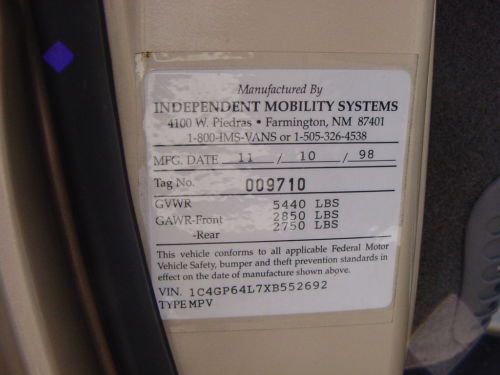 Manufactured By
INDEPENDENT MOBILITY SYSTEMS
4100 W. Piedras • Farmington, NM 87401
1-800-IMS-VANS or 1-505-326-4538
MFG. DATE 11 / 10 / 98
Tag No. 009710
GVWR 5440 LBS
GAWR-Front 2850 LBS
-Rear 2750 LBS
This vehicle conforms to all applicable Federal Motor
Vehicle Safety, bumper and theft prevention standards in
effect on the date of manufacture shown above.
VIN. 1C4GP64L7XB552692
TYPE MPV